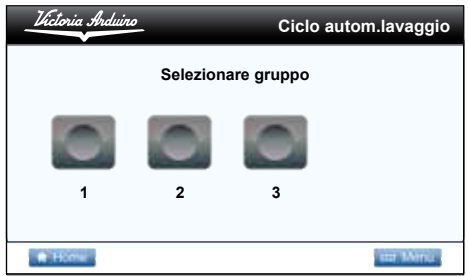 Victoria Arduino
Ciclo autom.lavaggio
Selezionare gruppo
1 2 3
Home Menu